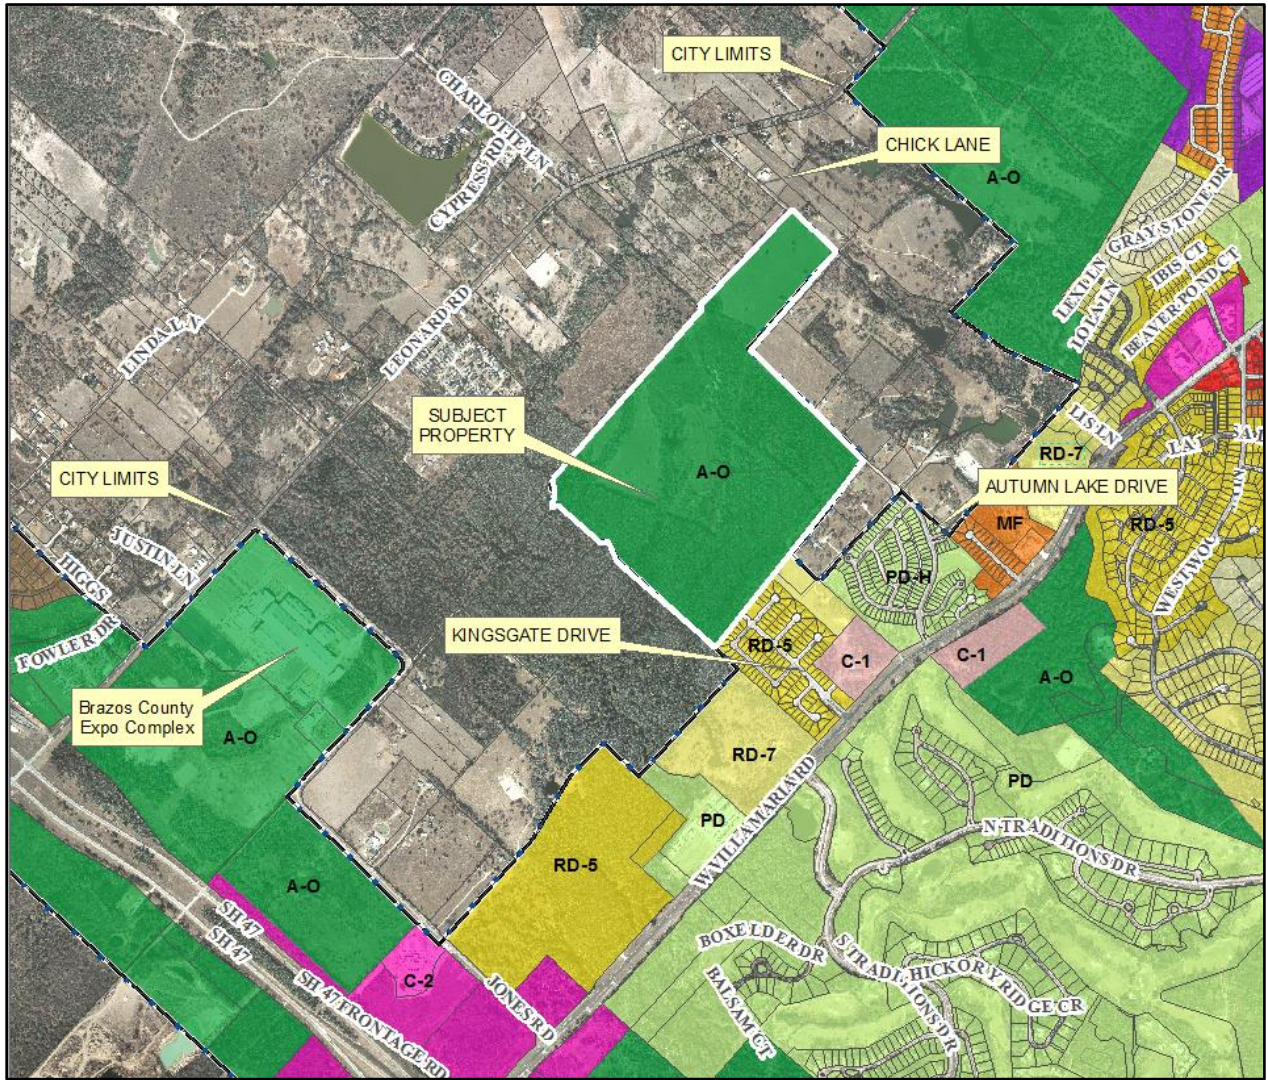 CITY LIMITS
CHARLOTTE LN
CYPRESS RD
CHICK LANE
A-O
GRAYSTONE DR
LEXI LN
IBIS CT
IOLA LN
BEAVER POND CT
LINDA LN
LEONARD RD
SUBJECT
PROPERTY
LIS LN
RD-7
A-O
CITY LIMITS
AUTUMN LAKE DRIVE
MF
RD-5
JUSTIN LN
HIGGS
PD-H
WESTWOOD
FOWLER DR
KINGSGATE DRIVE
RD-5
C-1
C-1
A-O
Brazos County
Expo Complex
A-O
RD-7
W VILLA MARIA RD
PD
PD
N TRADITIONS DR
RD-5
A-O
SH 47
SH 47
BOXELDER DR
S TRADITIONS DR
HICKORY RIDGE CR
BALSAM CT
C-2
JONES RD
SH 47 FRONTAGE RD